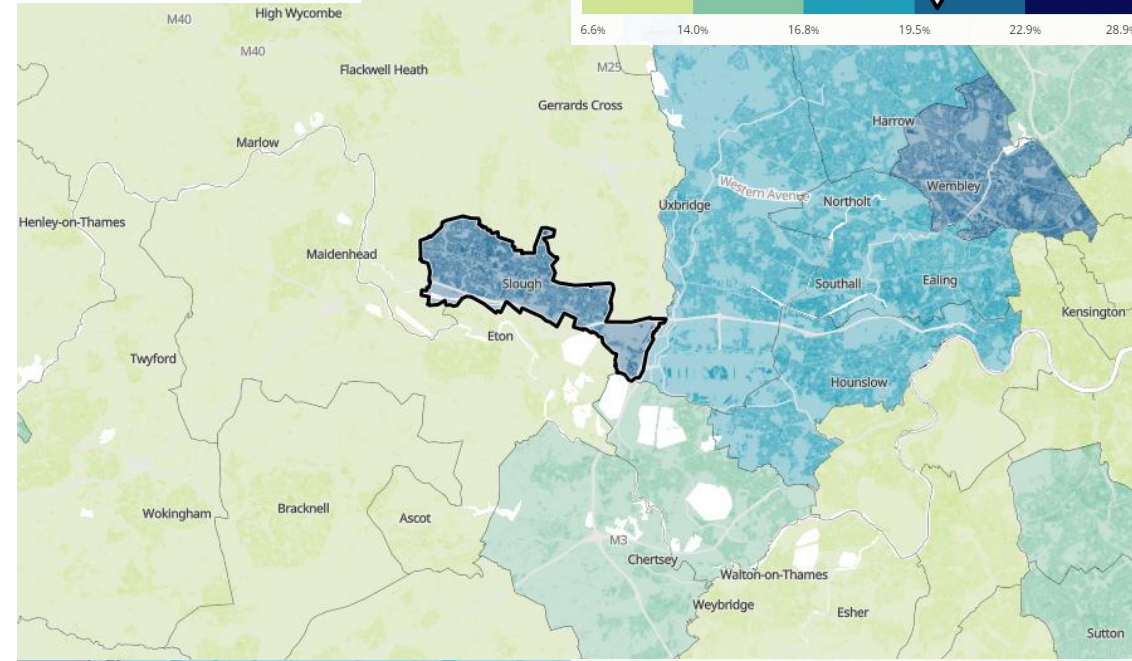 High Wycombe
M40
6.6% 14.0% 16.8% 19.5% 22.9% 28.9%
M40
Flackwell Heath
M25
Gerrards Cross
Harrow
Marlow
Wembley
Western Avenue
Northolt
Uxbridge
Henley-on-Thames
Maidenhead
Slough
Southall
Ealing
Kensington
Eton
Twyford
Hounslow
Wokingham
Bracknell
Ascot
M3
Chertsey
Walton-on-Thames
Weybridge
Esher
Sutton